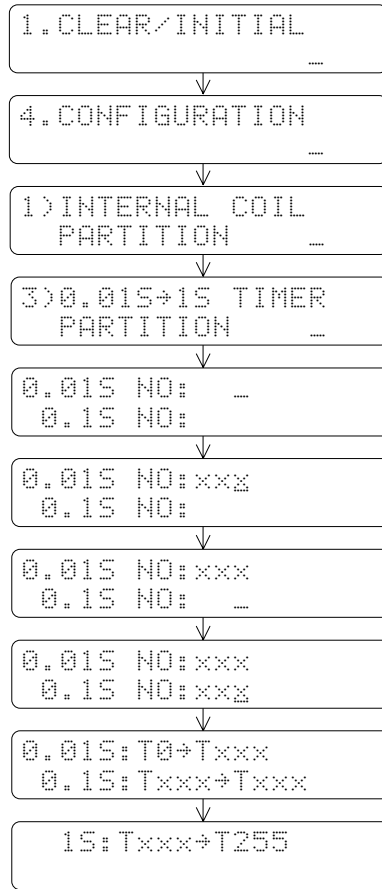 1.CLEAR/INITIAL
_
4.CONFIGURATION
_
1)INTERNAL COIL
PARTITION _
3)0.01S→1S TIMER
PARTITION _
0.01S NO: _
0.1S NO:
0.01S NO:xxx
0.1S NO:
0.01S NO:xxx
0.1S NO: _
0.01S NO:xxx
0.1S NO:xxx
0.01S:T0→Txxx
0.1S:Txxx→Txxx
1S:Txxx→T255